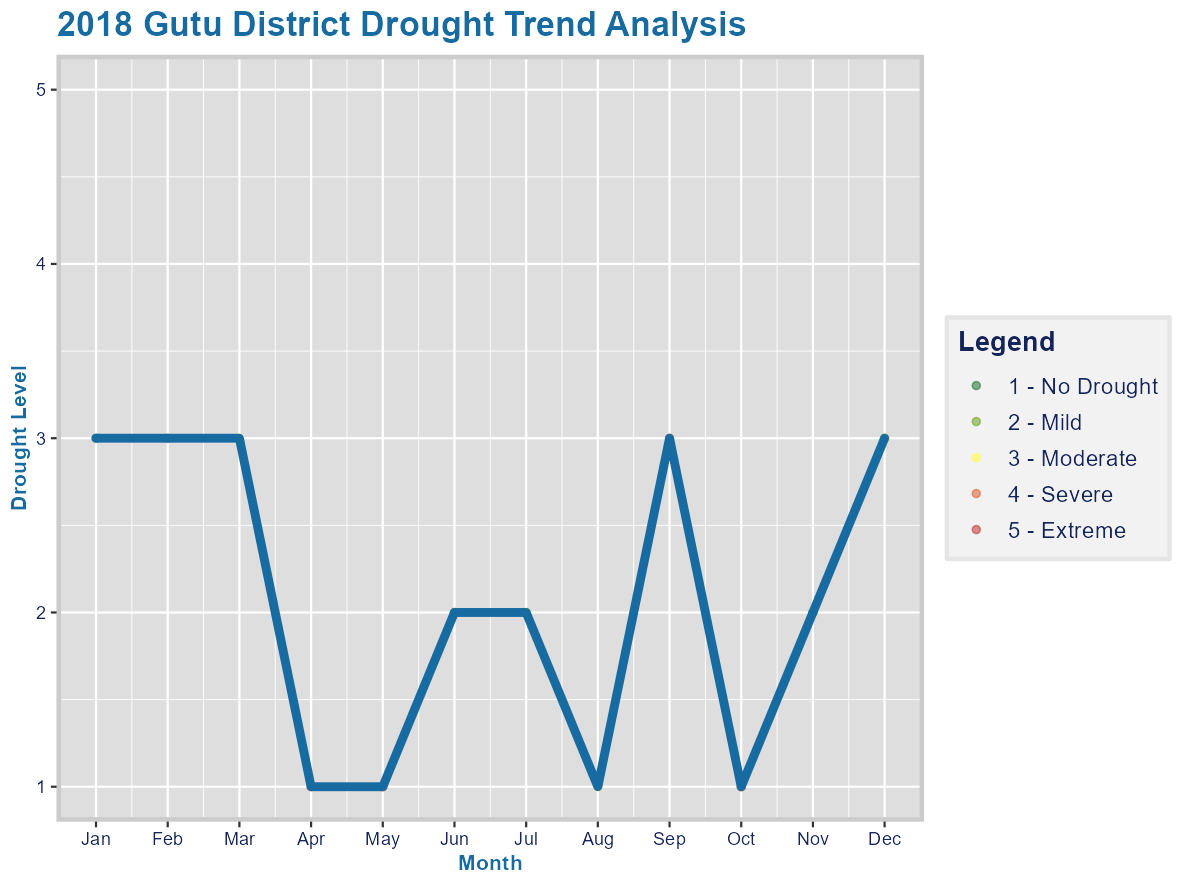 2018 Gutu District Drought Trend Analysis
5
4
3
2
1
Drought Level
Jan Feb Mar Apr May Jun Jul Aug Sep Oct Nov Dec
Month
Legend
1 - No Drought
2 - Mild
3 - Moderate
4 - Severe
5 - Extreme